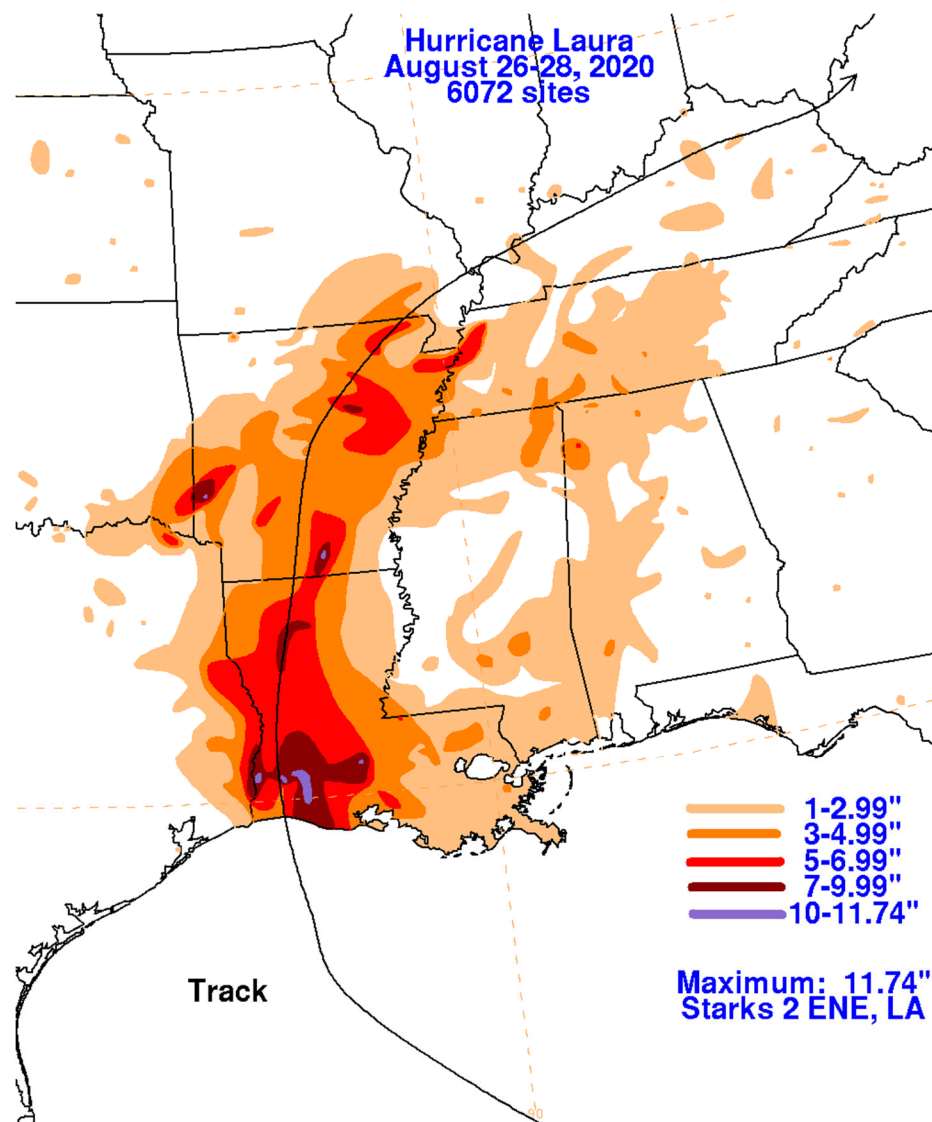 Hurricane Laura
August 26-28, 2020
6072 sites
1-2.99"
3-4.99"
5-6.99"
7-9.99"
10-11.74"
Track
Maximum: 11.74"
Starks 2 ENE, LA
90